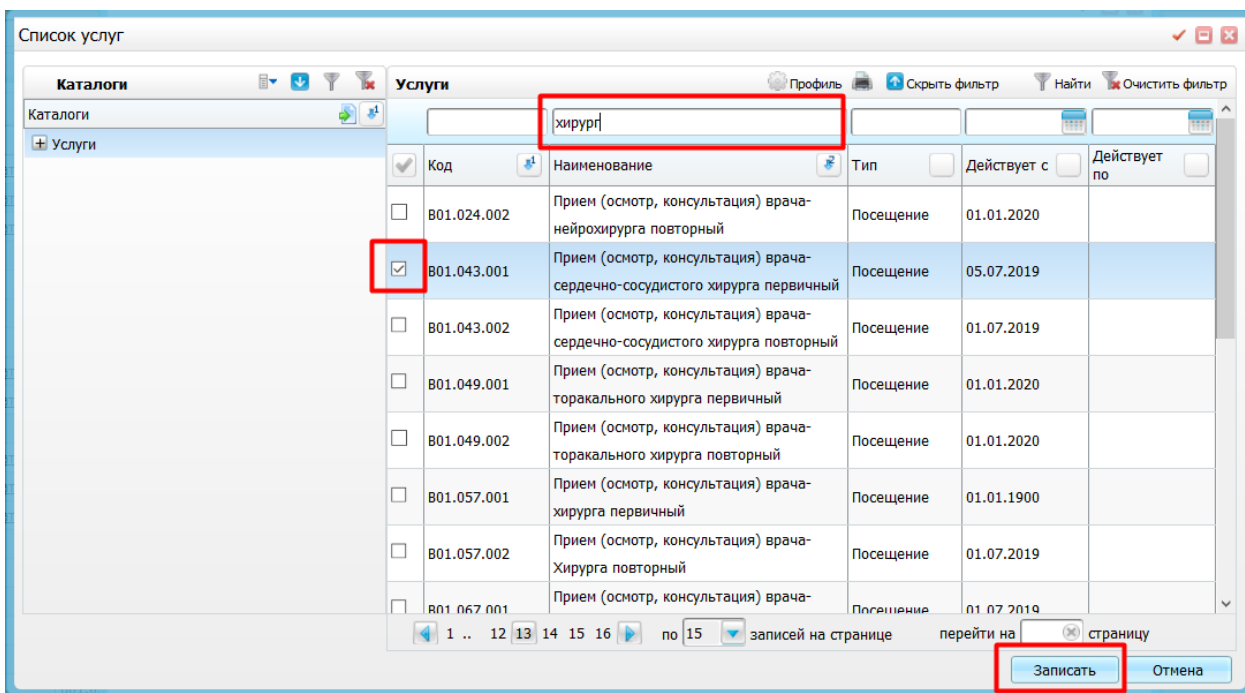 Список услуг
Каталоги
Услуги
Профиль
Скрыть фильтр
Найти
Очистить фильтр
Каталоги
Услуги
хирург
Код
Наименование
Тип
Действует с
Действует
по
B01.024.002
Прием (осмотр, консультация) врача-
нейрохирурга повторный
Посещение
01.01.2020
B01.043.001
Прием (осмотр, консультация) врача-
сердечно-сосудистого хирурга первичный
Посещение
05.07.2019
B01.043.002
Прием (осмотр, консультация) врача-
сердечно-сосудистого хирурга повторный
Посещение
01.07.2019
B01.049.001
Прием (осмотр, консультация) врача-
торакального хирурга первичный
Посещение
01.01.2020
B01.049.002
Прием (осмотр, консультация) врача-
торакального хирурга повторный
Посещение
01.01.2020
B01.057.001
Прием (осмотр, консультация) врача-
хирурга первичный
Посещение
01.01.1900
B01.057.002
Прием (осмотр, консультация) врача-
Хирурга повторный
Посещение
01.07.2019
B01.067.001
Прием (осмотр, консультация) врача-
Посещение
01.07.2019
1 .. 12 13 14 15 16 по 15 записей на странице перейти на страницу
Записать
Отмена